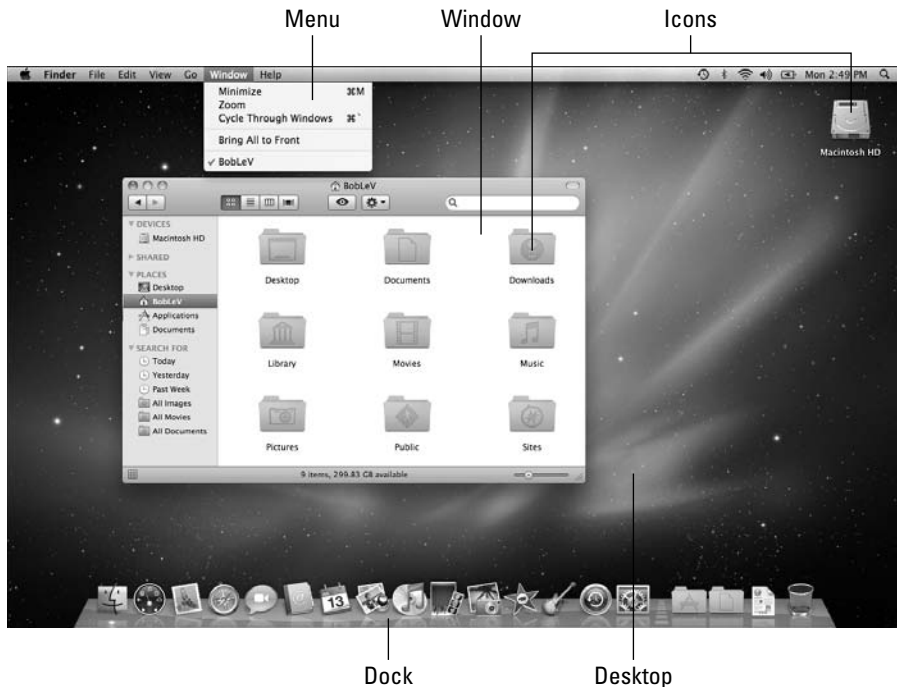 Menu Window Icons
Finder File Edit View Go Window Help Mon 2:49 PM
Minimize ⌘M
Zoom
Cycle Through Windows ⌘`
Bring All to Front
✓ BobLeV
Macintosh HD
BobLeV
DEVICES
Macintosh HD
SHARED
PLACES
Desktop
BobLeV
Applications
Documents
SEARCH FOR
Today
Yesterday
Past Week
All Images
All Movies
All Documents
Desktop Documents Downloads
Library Movies Music
Pictures Public Sites
9 items, 299.83 GB available
13
Dock Desktop